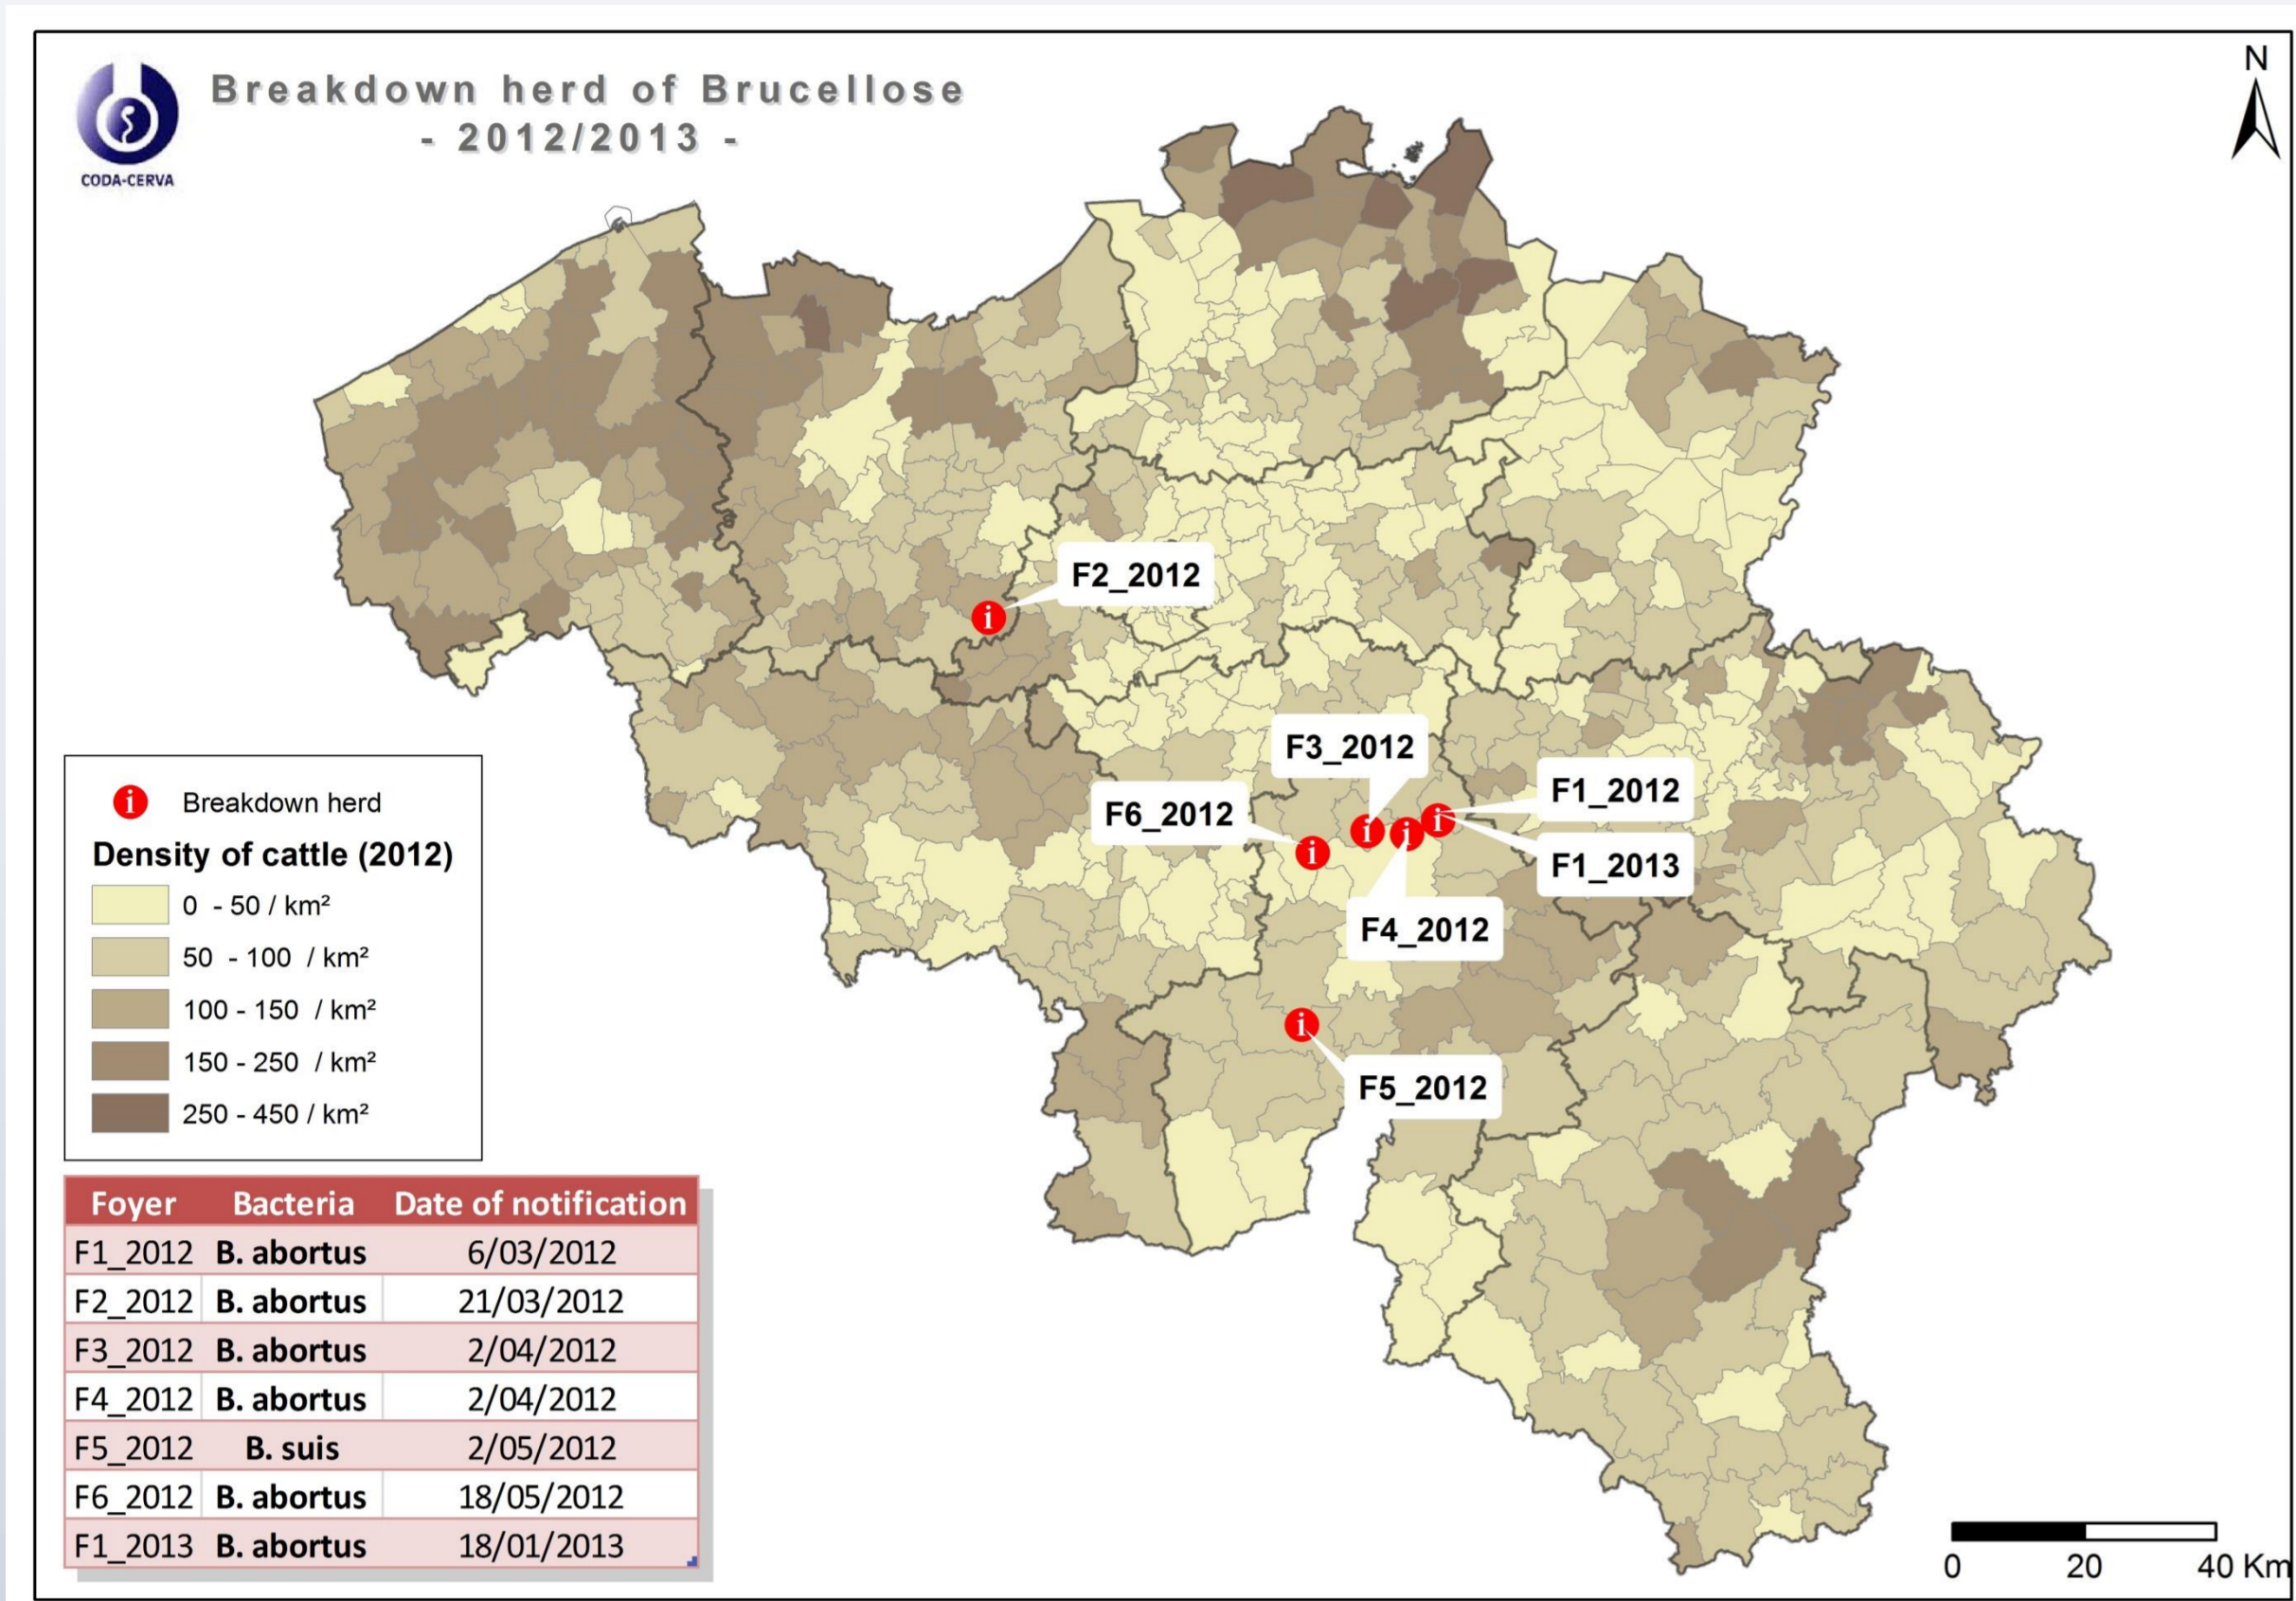 CODA-CERVA
Breakdown herd of Brucellose
- 2012/2013 -
N
F2_2012
F3_2012
F6_2012
F1_2012
F1_2013
F4_2012
F5_2012
i Breakdown herd
Density of cattle (2012)
0 - 50 / km²
50 - 100 / km²
100 - 150 / km²
150 - 250 / km²
250 - 450 / km²
Foyer Bacteria Date of notification
F1_2012 B. abortus 6/03/2012
F2_2012 B. abortus 21/03/2012
F3_2012 B. abortus 2/04/2012
F4_2012 B. abortus 2/04/2012
F5_2012 B. suis 2/05/2012
F6_2012 B. abortus 18/05/2012
F1_2013 B. abortus 18/01/2013
0 20 40 Km